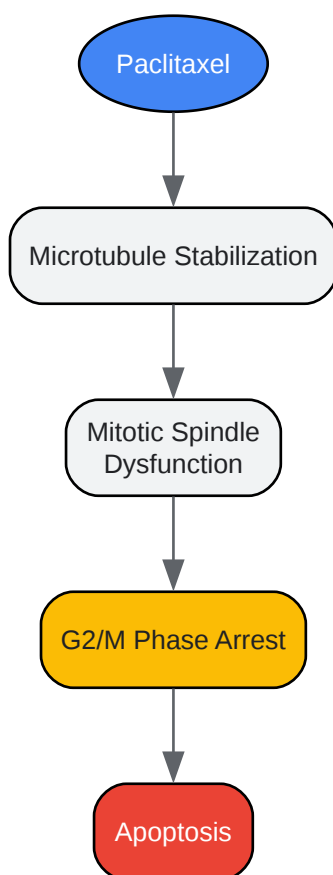 Paclitaxel
Microtubule Stabilization
Mitotic Spindle
Dysfunction
G2/M Phase Arrest
Apoptosis